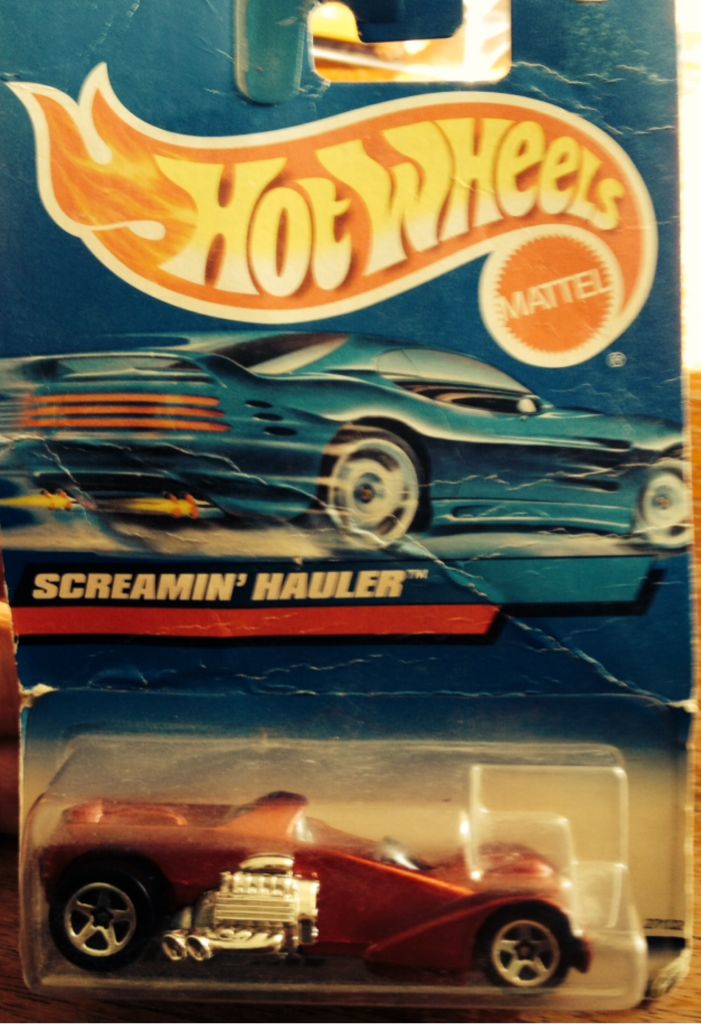 HOT WHEELS
MATTEL
®
SCREAMIN' HAULER™